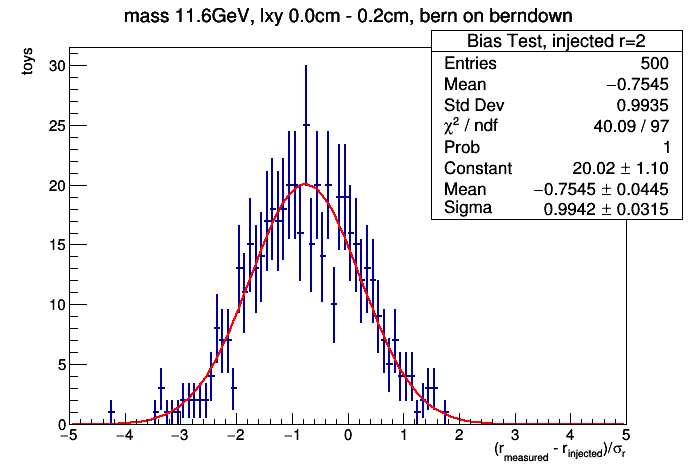 mass 11.6GeV, lxy 0.0cm - 0.2cm, bern on berndown
Bias Test, injected r=2
Entries 500
Mean −0.7545
Std Dev 0.9935
χ² / ndf 40.09 / 97
Prob 1
Constant 20.02 ± 1.10
Mean −0.7545 ± 0.0445
Sigma 0.9942 ± 0.0315
toys
30
25
20
15
10
5
0
−5 −4 −3 −2 −1 0 1 2 3 4 5
(r_measured - r_injected)/σ_r